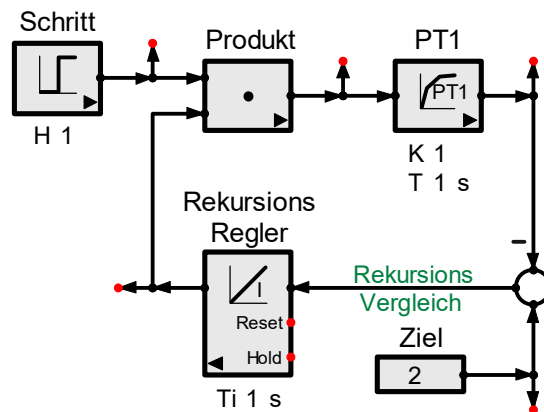 Schritt
Produkt
PT1
PT1
H 1
K 1
T 1 s
Rekursions
Regler
I
Reset
Hold
Ti 1 s
–
Rekursions
Vergleich
Ziel
2